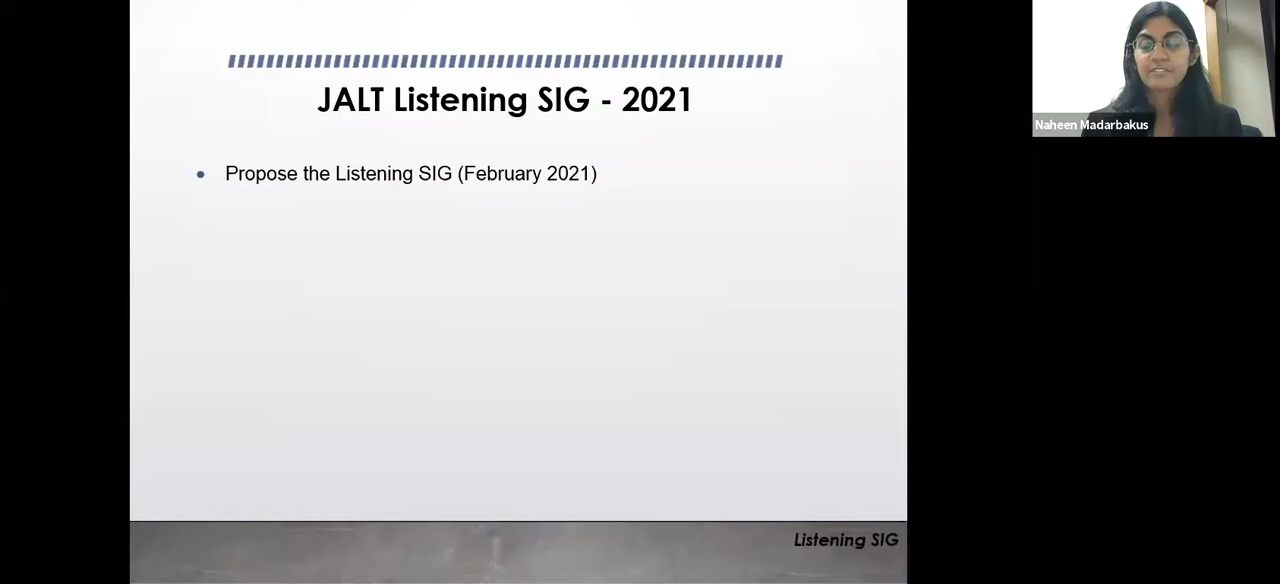 JALT Listening SIG - 2021
Naheen Madarbakus
• Propose the Listening SIG (February 2021)
Listening SIG